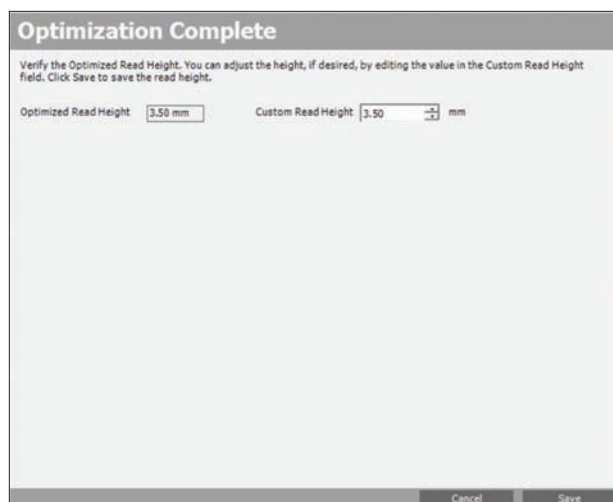 Optimization Complete
Verify the Optimized Read Height. You can adjust the height, if desired, by editing the value in the Custom Read Height
field. Click Save to save the read height.
Optimized Read Height 3.50 mm Custom Read Height 3.50 mm
Cancel Save